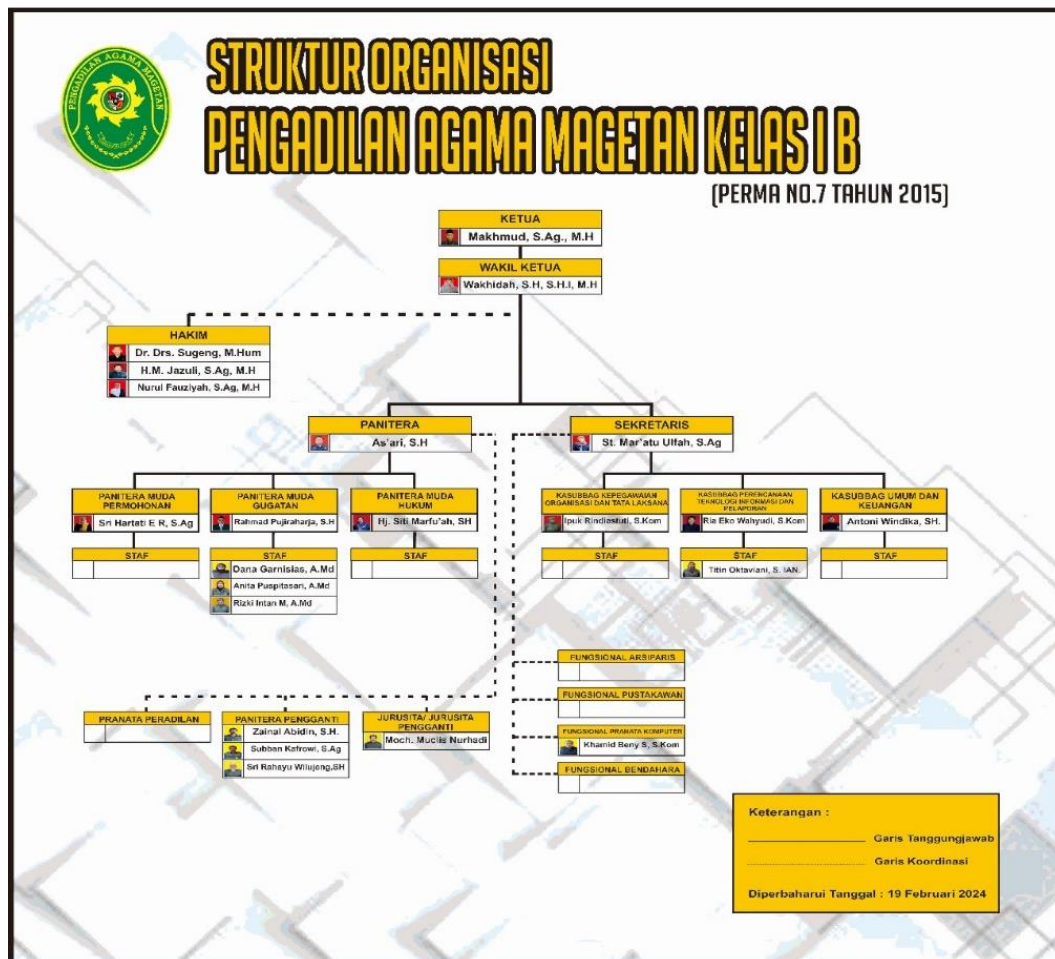 PENGADILAN AGAMA MAGETAN
STRUKTUR ORGANISASI
PENGADILAN AGAMA MAGETAN KELAS I B
(PERMA NO.7 TAHUN 2015)
KETUA
Makhmud, S.Ag., M.H
WAKIL KETUA
Wakhidah, S.H, S.H.I, M.H
HAKIM
Dr. Drs. Sugeng, M.Hum
H.M. Jazuli, S.Ag, M.H
Nurul Fauziyah, S.Ag, M.H
PANITERA
As'ari, S.H
SEKRETARIS
St. Mar'atu Ulfah, S.Ag
PANITERA MUDA
PERMOHONAN
Sri Hartati E R, S.Ag
STAF
PANITERA MUDA
GUGATAN
Rahmad Pujiraharja, S.H
STAF
Dana Garnisias, A.Md
Anita Puspitasari, A.Md
Rizki Intan M, A.Md
PANITERA MUDA
HUKUM
Hj. Siti Marfu'ah, SH
STAF
KASUBBAG KEPEGAWAIAN
ORGANISASI DAN TATA LAKSANA
Ipuk Rindiastuti, S.Kom
STAF
KASUBBAG PERENCANAAN
TEKNOLOGI INFORMASI DAN
PELAPORAN
Ria Eko Wahyudi, S.Kom
STAF
Titin Oktaviani, S. IAN.
KASUBBAG UMUM DAN
KEUANGAN
Antoni Windika, SH.
STAF
PRANATA PERADILAN
PANITERA PENGGANTI
Zainal Abidin, S.H.
Subban Kafrowi, S.Ag
Sri Rahayu Wilujeng,SH
JURUSITA/ JURUSITA
PENGGANTI
Moch. Muclis Nurhadi
FUNGSIONAL ARSIPARIS
FUNGSIONAL PUSTAKAWAN
FUNGSIONAL PRANATA KOMPUTER
Khamid Beny S, S.Kom
FUNGSIONAL BENDAHARA
Keterangan :
Garis Tanggungjawab
Garis Koordinasi
Diperbaharui Tanggal : 19 Februari 2024